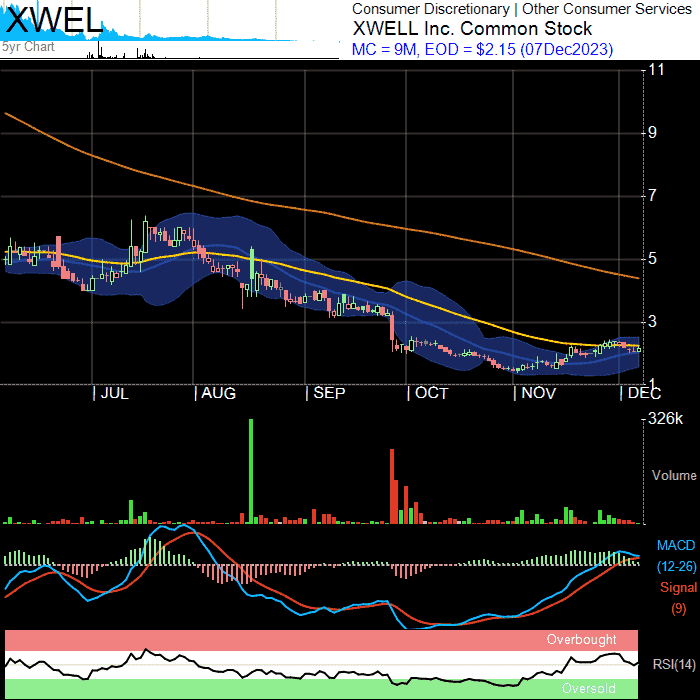 XWEL
5yr Chart
Consumer Discretionary | Other Consumer Services
XWELL Inc. Common Stock
MC = 9M, EOD = $2.15 (07Dec2023)
11
9
7
5
3
1
JUL AUG SEP OCT NOV DEC
326k
Volume
MACD
(12-26)
Signal
(9)
Overbought
RSI(14)
Oversold